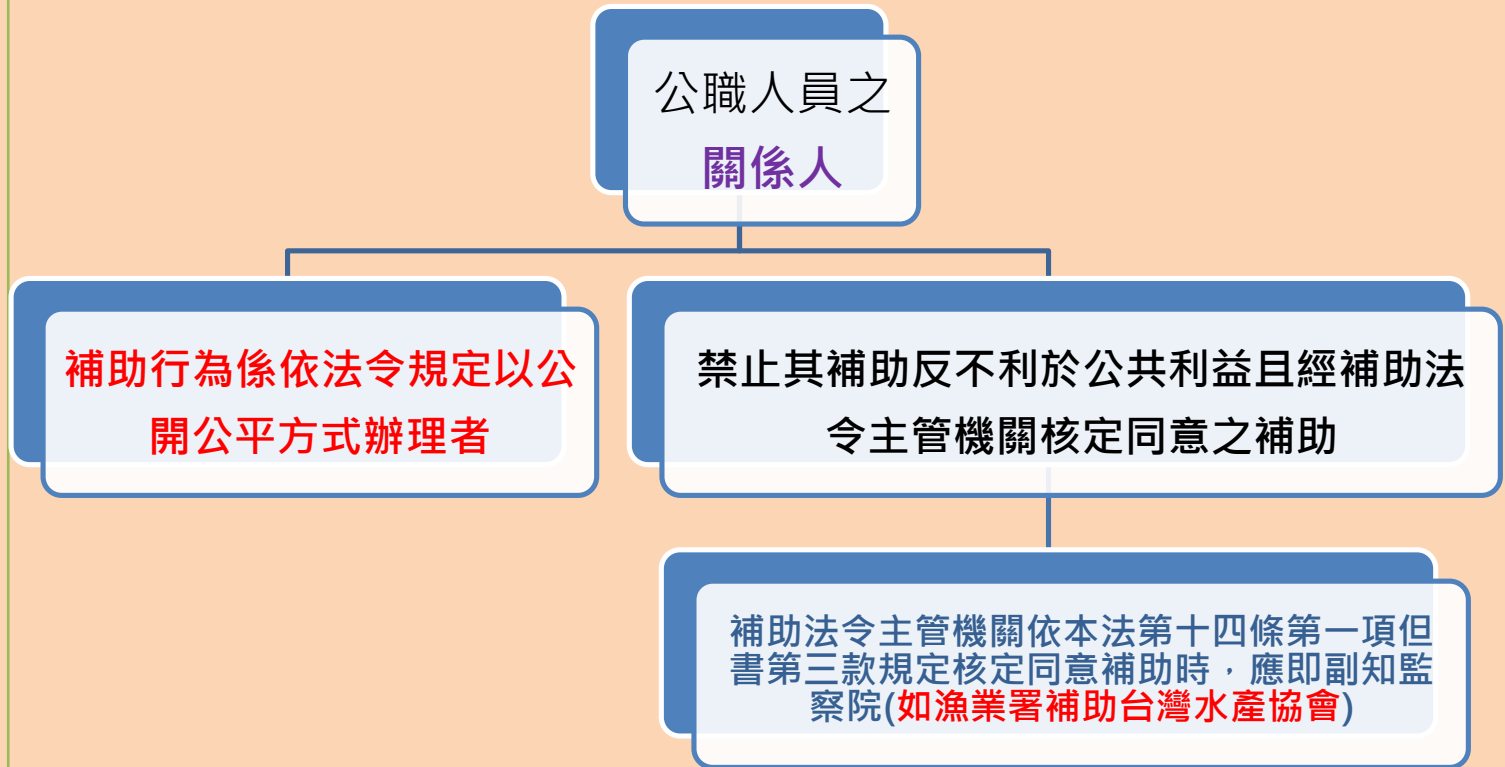 公職人員之
關係人
補助行為係依法令規定以公
開公平方式辦理者
禁止其補助反不利於公共利益且經補助法
令主管機關核定同意之補助
補助法令主管機關依本法第十四條第一項但
書第三款規定核定同意補助時，應即副知監
察院(如漁業署補助台灣水產協會)